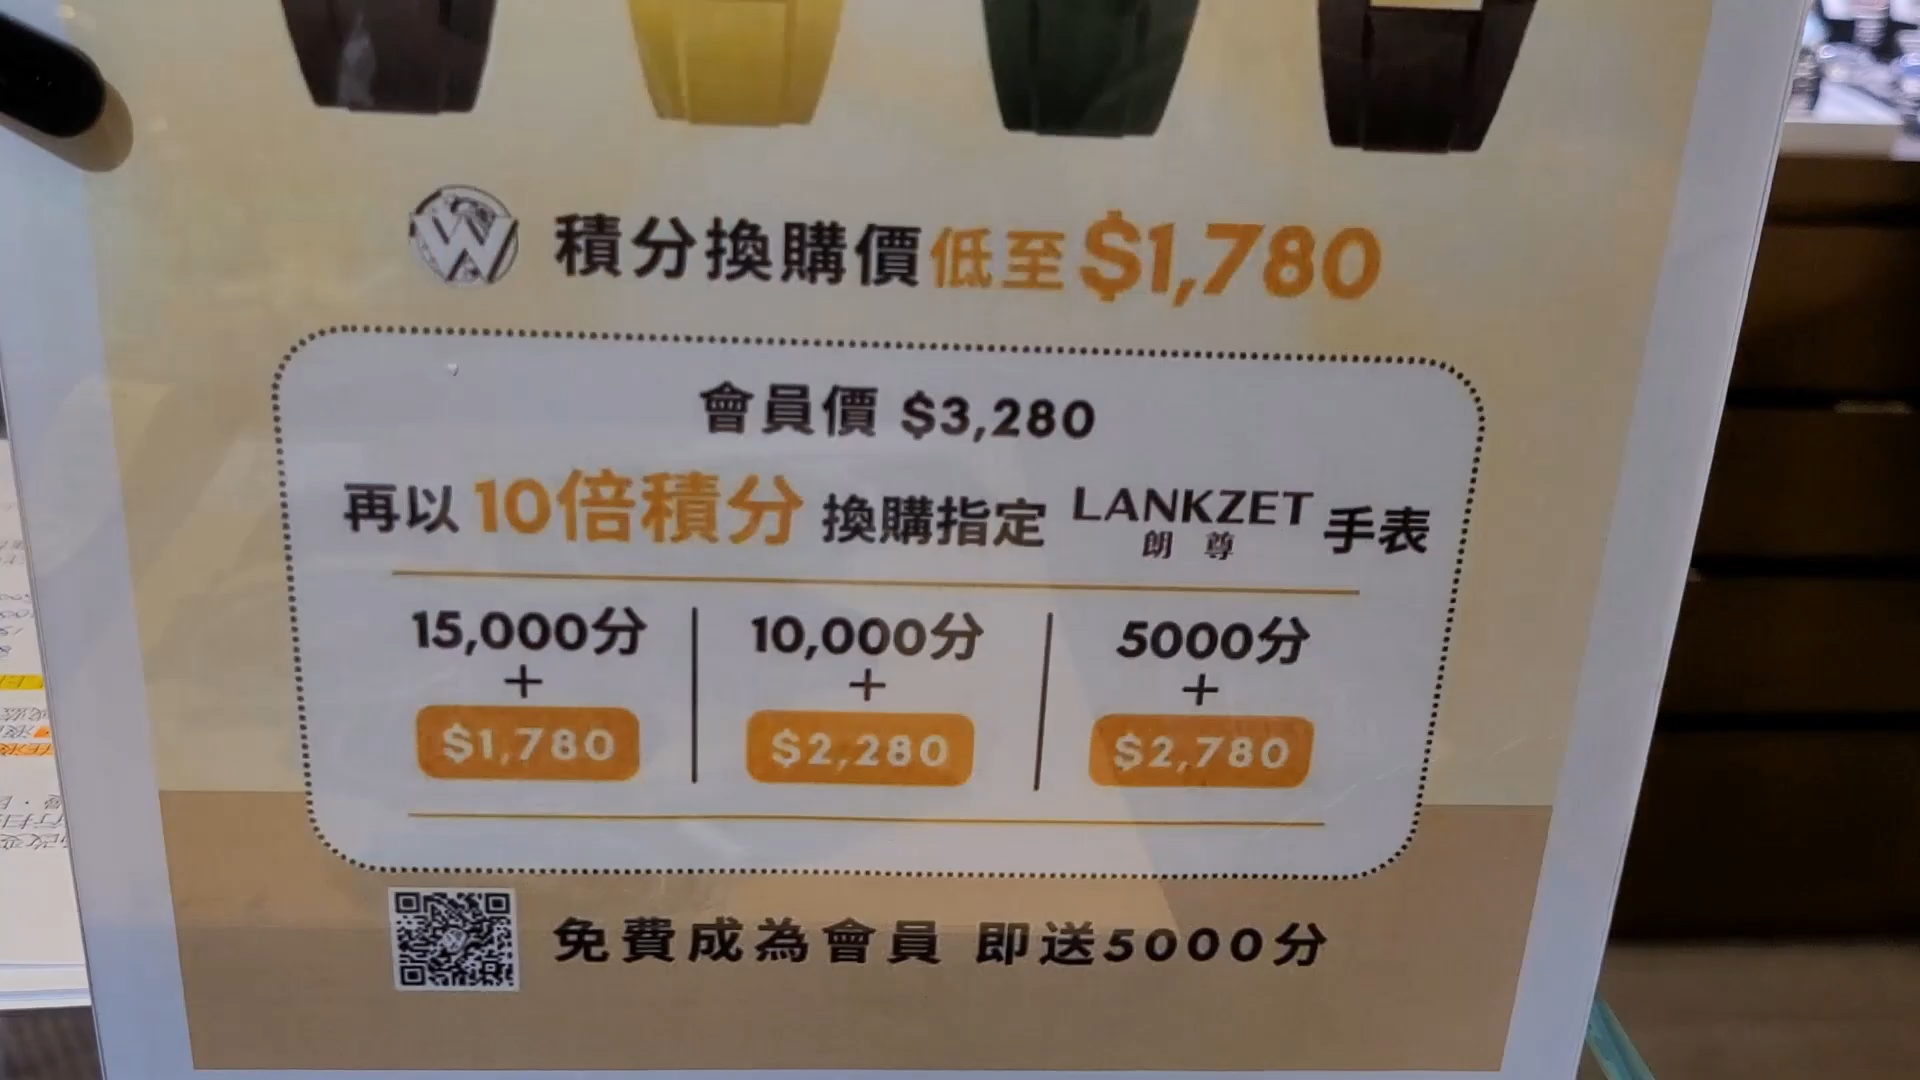 W 積分換購價低至$1,780
會員價 $3,280
再以 10倍積分 換購指定 LANKZET 手表
朗尊
15,000分 10,000分 5000分
+ + +
$1,780 $2,280 $2,780
免費成為會員 即送5000分